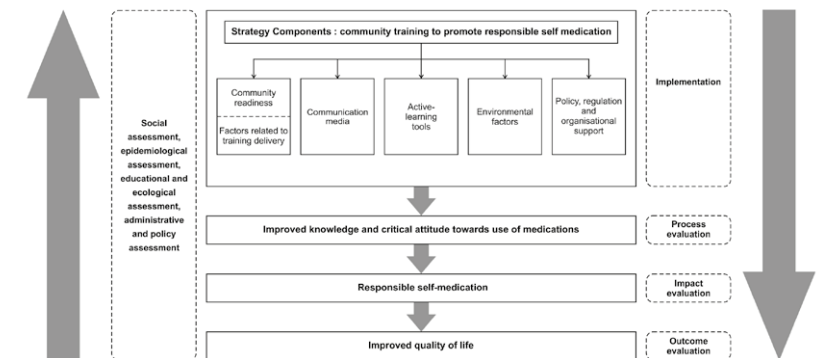 Strategy Components : community training to promote responsible self medication
Community
readiness
Factors related to
training delivery
Communication
media
Active-
learning
tools
Environmental
factors
Policy, regulation
and
organisational
support
Implementation
Social
assessment,
epidemiological
assessment,
educational and
ecological
assessment,
administrative
and policy
assessment
Improved knowledge and critical attitude towards use of medications
Process
evaluation
Responsible self-medication
Impact
evaluation
Improved quality of life
Outcome
evaluation